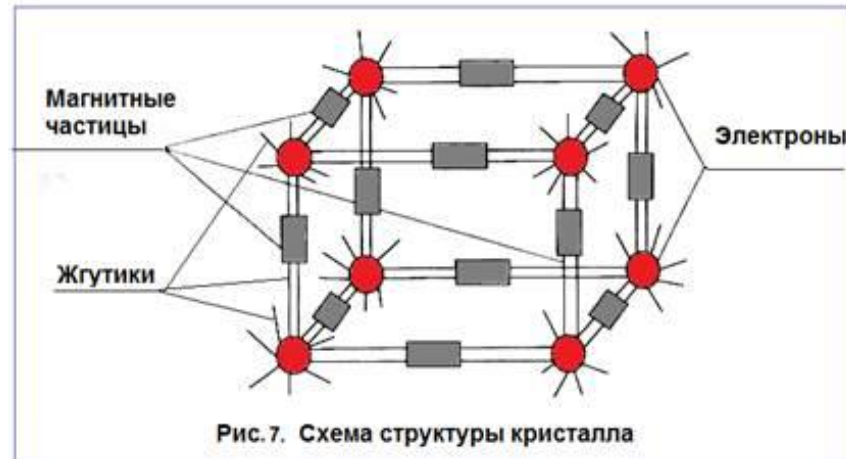 Магнитные
частицы
Электроны
Жгутики
Рис.7. Схема структуры кристалла